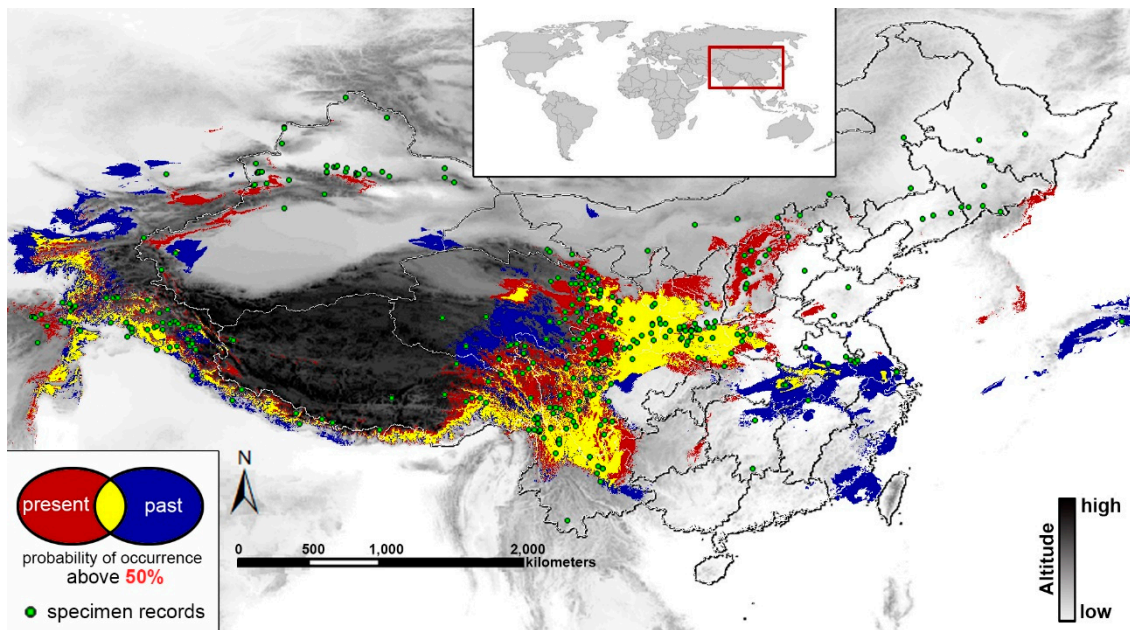 N
present past
probability of occurrence
above 50%
specimen records
0 500 1,000 2,000
kilometers
Altitude
high
low